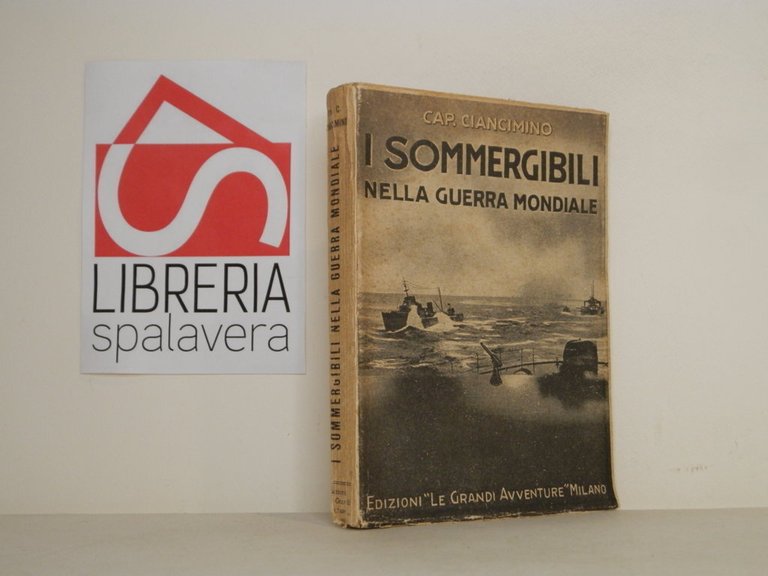 LIBRERIA
spalavera
I SOMMERGIBILI NELLA GUERRA MONDIALE
CAP. CIANCIMINO
I SOMMERGIBILI
NELLA GUERRA MONDIALE
EDIZIONI "LE GRANDI AVVENTURE" MILANO